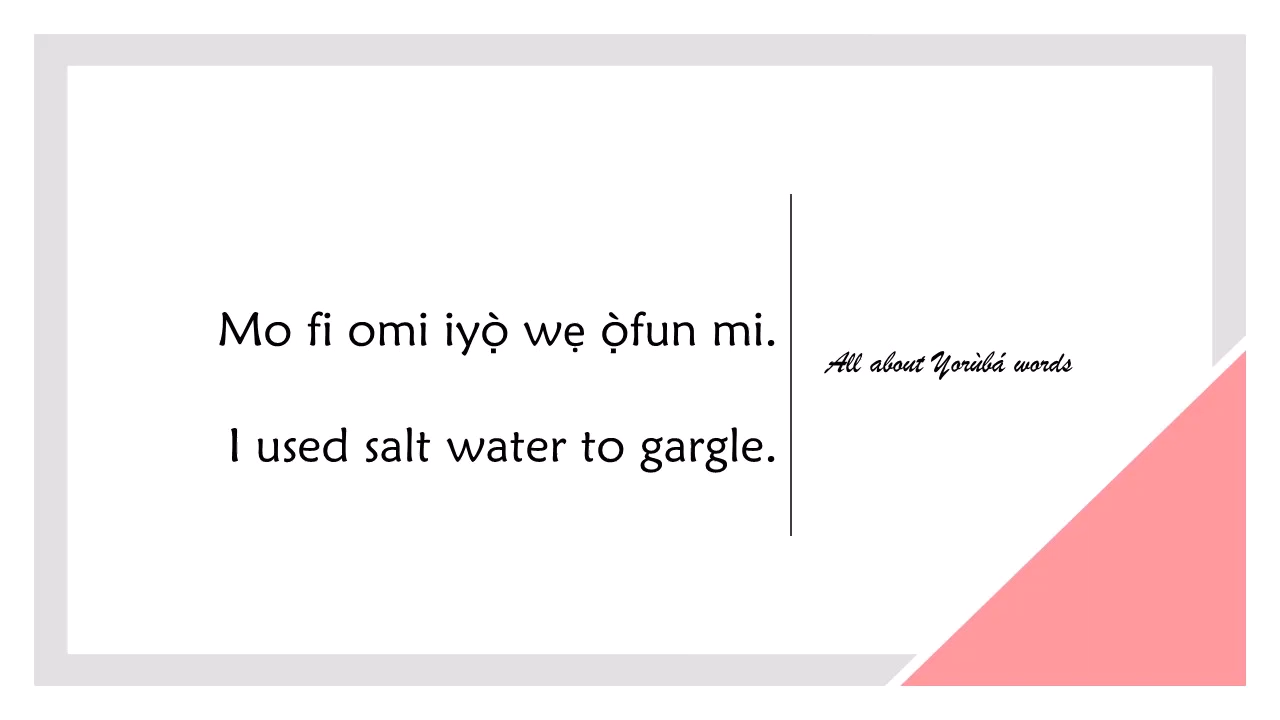 Mo fi omi iyọ̀ wẹ ọ̀fun mi.
I used salt water to gargle.
All about Yorùbá words